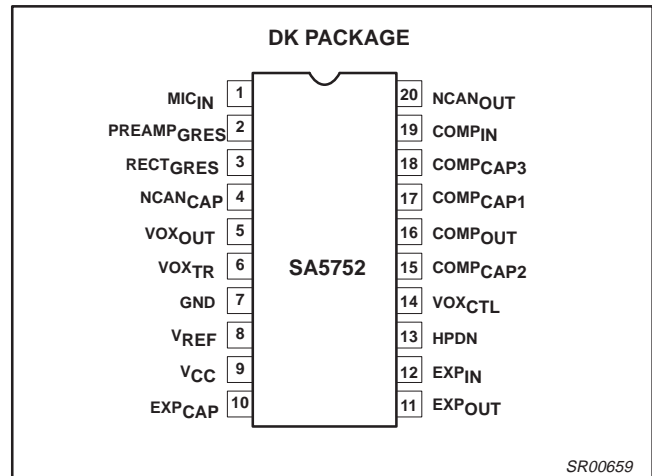 DK PACKAGE
MICIN 1
PREAMPGRES 2
RECTGRES 3
NCANCAP 4
VOXOUT 5
VOXTR 6
GND 7
VREF 8
VCC 9
EXPCAP 10
SA5752
20 NCANOUT
19 COMPIN
18 COMPCAP3
17 COMPCAP1
16 COMPOUT
15 COMPCAP2
14 VOXCTL
13 HPDN
12 EXPIN
11 EXPOUT
SR00659